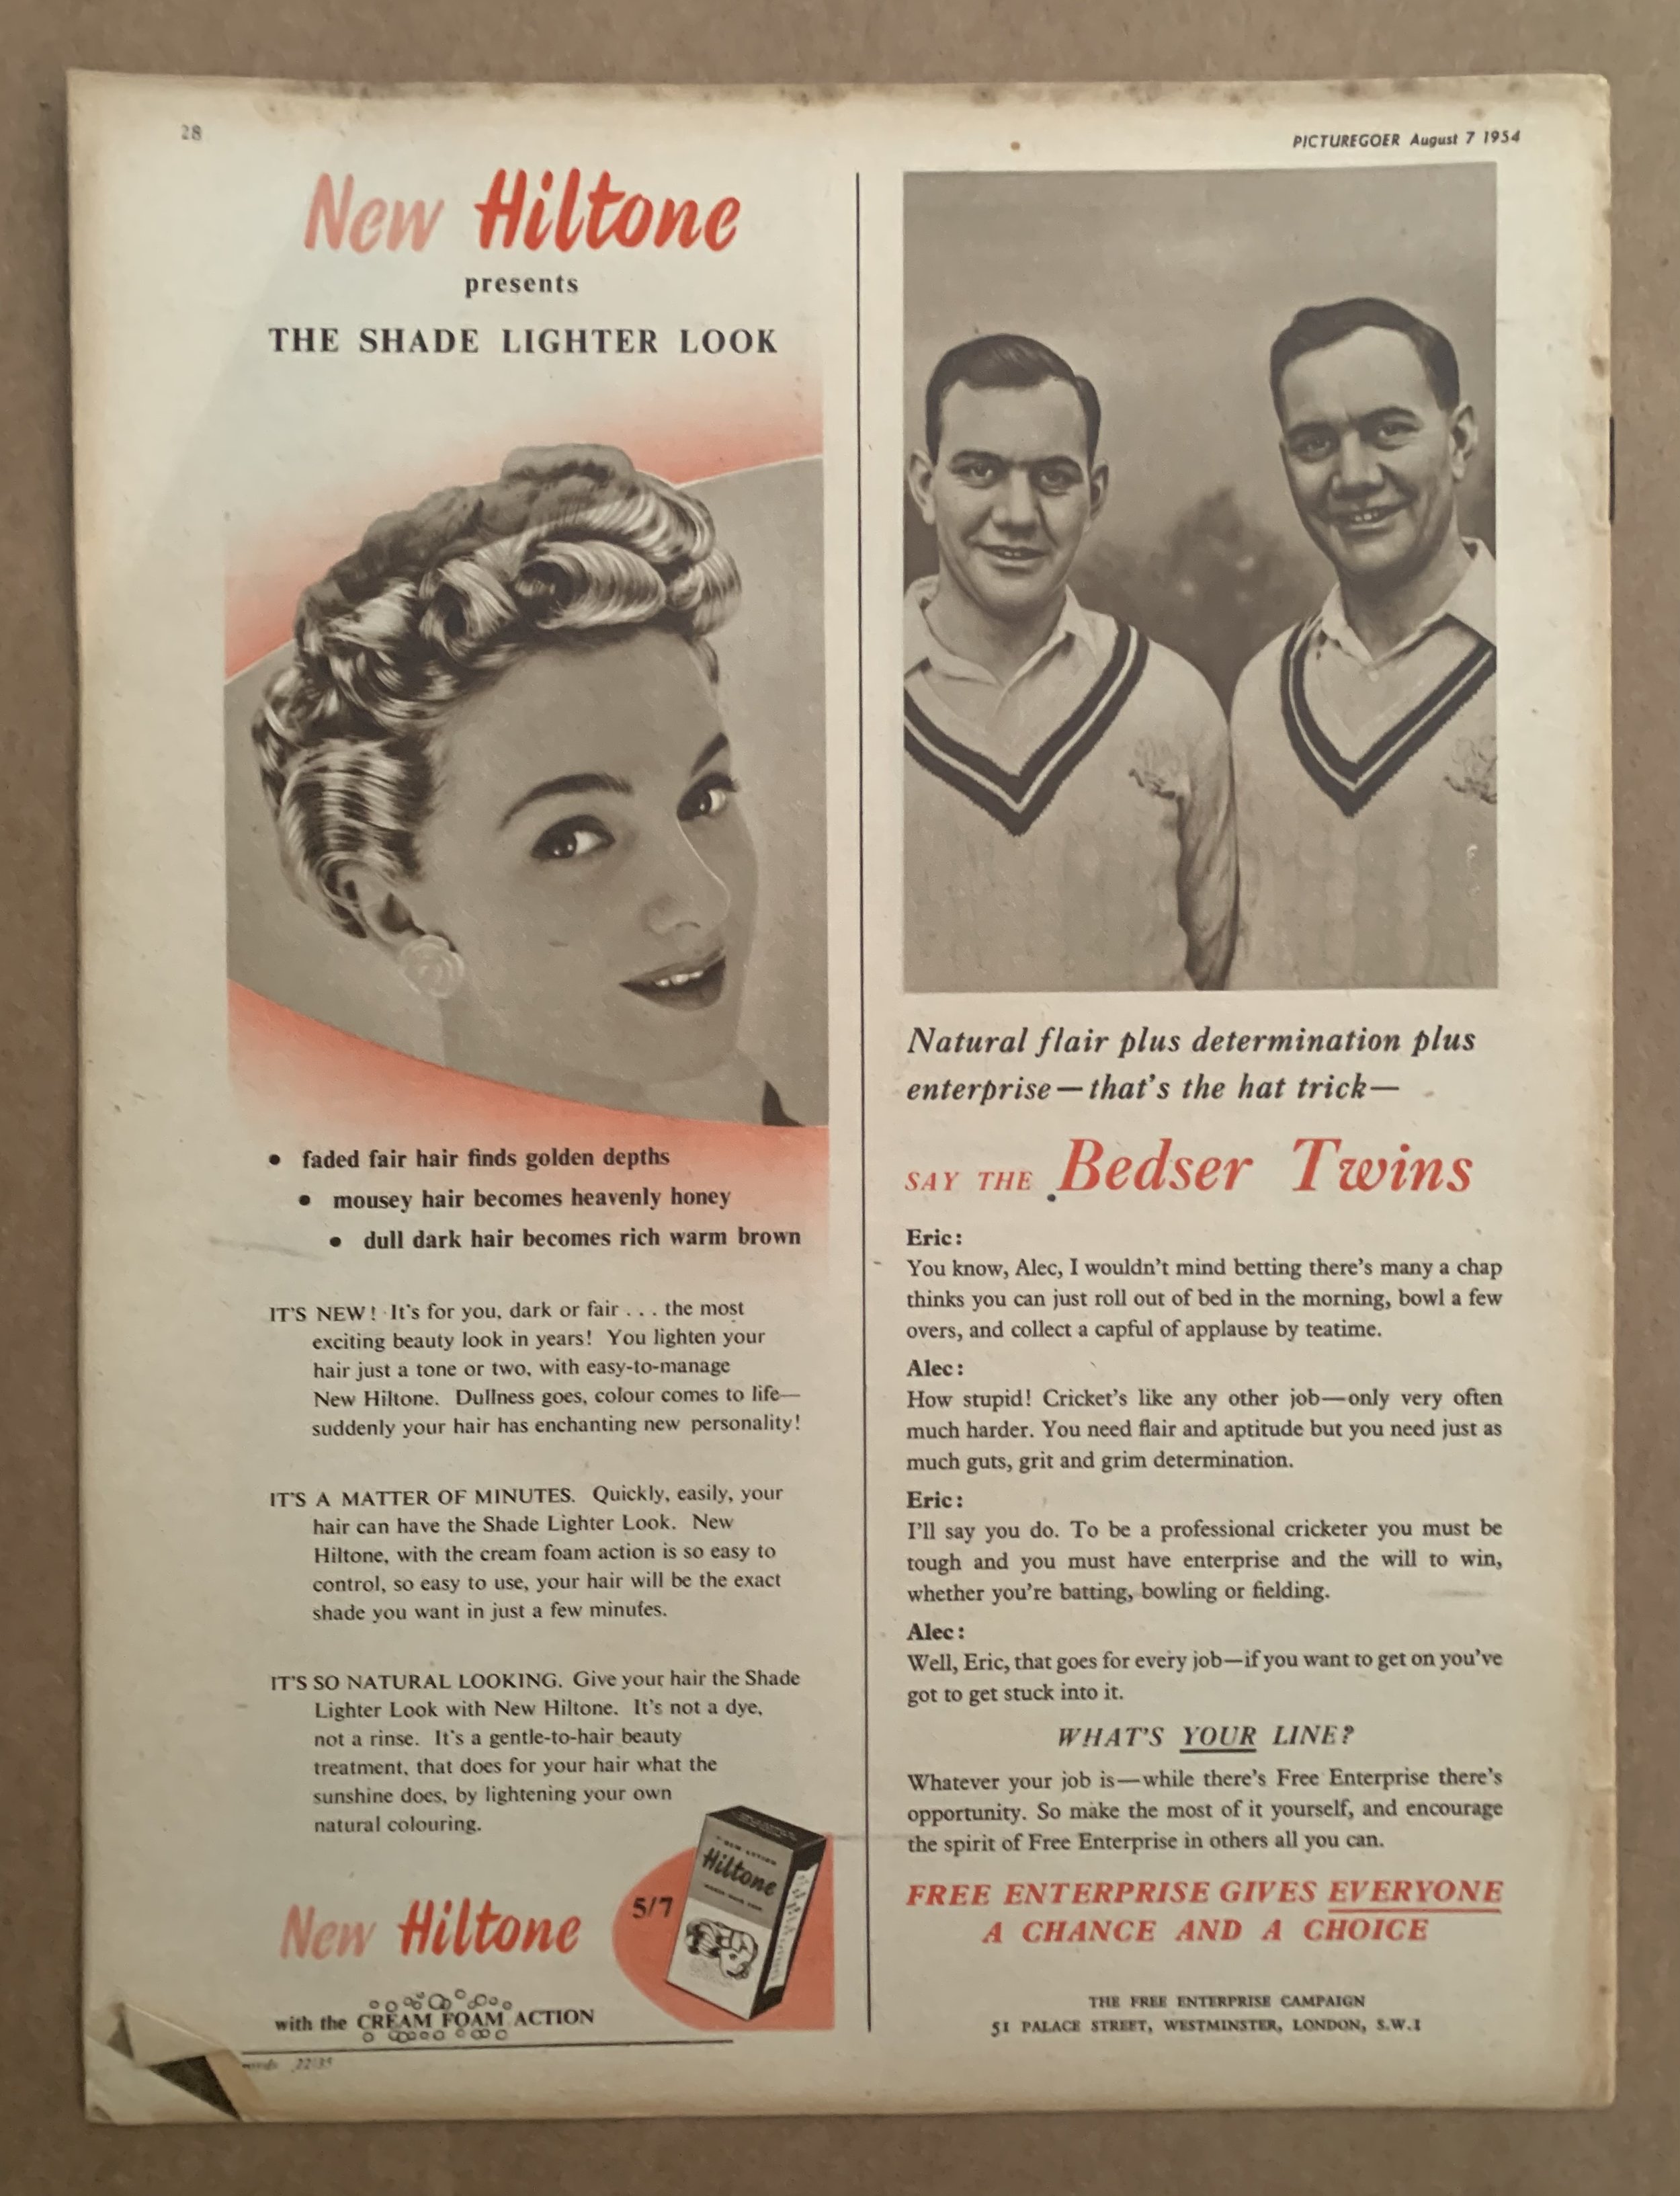 28
PICTUREGOER August 7 1954
New Hiltone
presents
THE SHADE LIGHTER LOOK
• faded fair hair finds golden depths
• mousey hair becomes heavenly honey
• dull dark hair becomes rich warm brown
IT'S NEW! It's for you, dark or fair . . . the most
exciting beauty look in years! You lighten your
hair just a tone or two, with easy-to-manage
New Hiltone. Dullness goes, colour comes to life—
suddenly your hair has enchanting new personality!
IT'S A MATTER OF MINUTES. Quickly, easily, your
hair can have the Shade Lighter Look. New
Hiltone, with the cream foam action is so easy to
control, so easy to use, your hair will be the exact
shade you want in just a few minutes.
IT'S SO NATURAL LOOKING. Give your hair the Shade
Lighter Look with New Hiltone. It's not a dye,
not a rinse. It's a gentle-to-hair beauty
treatment, that does for your hair what the
sunshine does, by lightening your own
natural colouring.
Hiltone
5/7
New Hiltone
with the CREAM FOAM ACTION
Natural flair plus determination plus
enterprise—that's the hat trick—
SAY THE Bedser Twins
Eric:
You know, Alec, I wouldn't mind betting there's many a chap
thinks you can just roll out of bed in the morning, bowl a few
overs, and collect a capful of applause by teatime.
Alec:
How stupid! Cricket's like any other job—only very often
much harder. You need flair and aptitude but you need just as
much guts, grit and grim determination.
Eric:
I'll say you do. To be a professional cricketer you must be
tough and you must have enterprise and the will to win,
whether you're batting, bowling or fielding.
Alec:
Well, Eric, that goes for every job—if you want to get on you've
got to get stuck into it.
WHAT'S YOUR LINE?
Whatever your job is—while there's Free Enterprise there's
opportunity. So make the most of it yourself, and encourage
the spirit of Free Enterprise in others all you can.
FREE ENTERPRISE GIVES EVERYONE
A CHANCE AND A CHOICE
THE FREE ENTERPRISE CAMPAIGN
51 PALACE STREET, WESTMINSTER, LONDON, S.W.1